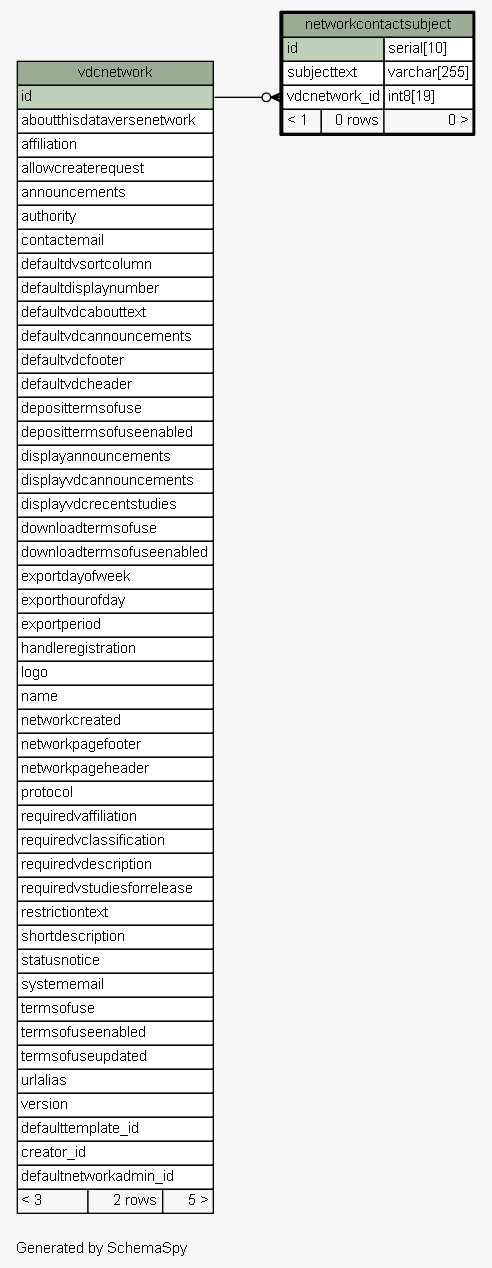 networkcontactsubject
id serial[10]
subjecttext varchar[255]
vdcnetwork_id int8[19]
< 1 0 rows 0 >
vdcnetwork
id
aboutthisdataversenetwork
affiliation
allowcreaterequest
announcements
authority
contactemail
defaultdvsortcolumn
defaultdisplaynumber
defaultvdcabouttext
defaultvdcannouncements
defaultvdcfooter
defaultvdcheader
deposittermsofuse
deposittermsofuseenabled
displayannouncements
displayvdcannouncements
displayvdcrecentstudies
downloadtermsofuse
downloadtermsofuseenabled
exportdayofweek
exporthourofday
exportperiod
handleregistration
logo
name
networkcreated
networkpagefooter
networkpageheader
protocol
requiredvaffiliation
requiredvclassification
requiredvdescription
requiredvstudiesforrelease
restrictiontext
shortdescription
statusnotice
systememail
termsofuse
termsofuseenabled
termsofuseupdated
urlalias
version
defaulttemplate_id
creator_id
defaultnetworkadmin_id
< 3 2 rows 5 >
Generated by SchemaSpy